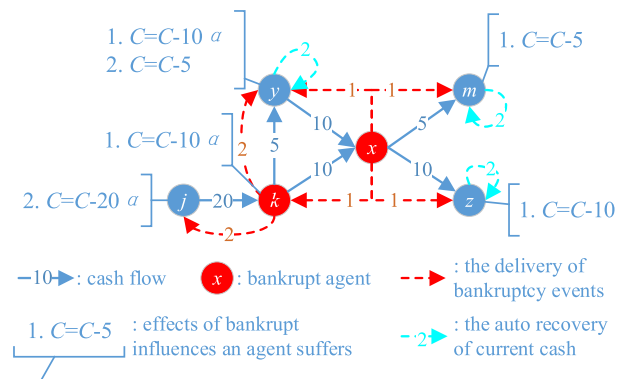 1. C=C-10 α
2. C=C-5
2
y
1
1
m
1. C=C-5
2
10
5
1. C=C-10 α
2
5
10
x
10
2
2. C=C-20 α
j
20
k
1
1
z
1. C=C-10
2
10 : cash flow
x : bankrupt agent
: the delivery of
bankruptcy events
1. C=C-5
: effects of bankrupt
influences an agent suffers
2 : the auto recovery
of current cash